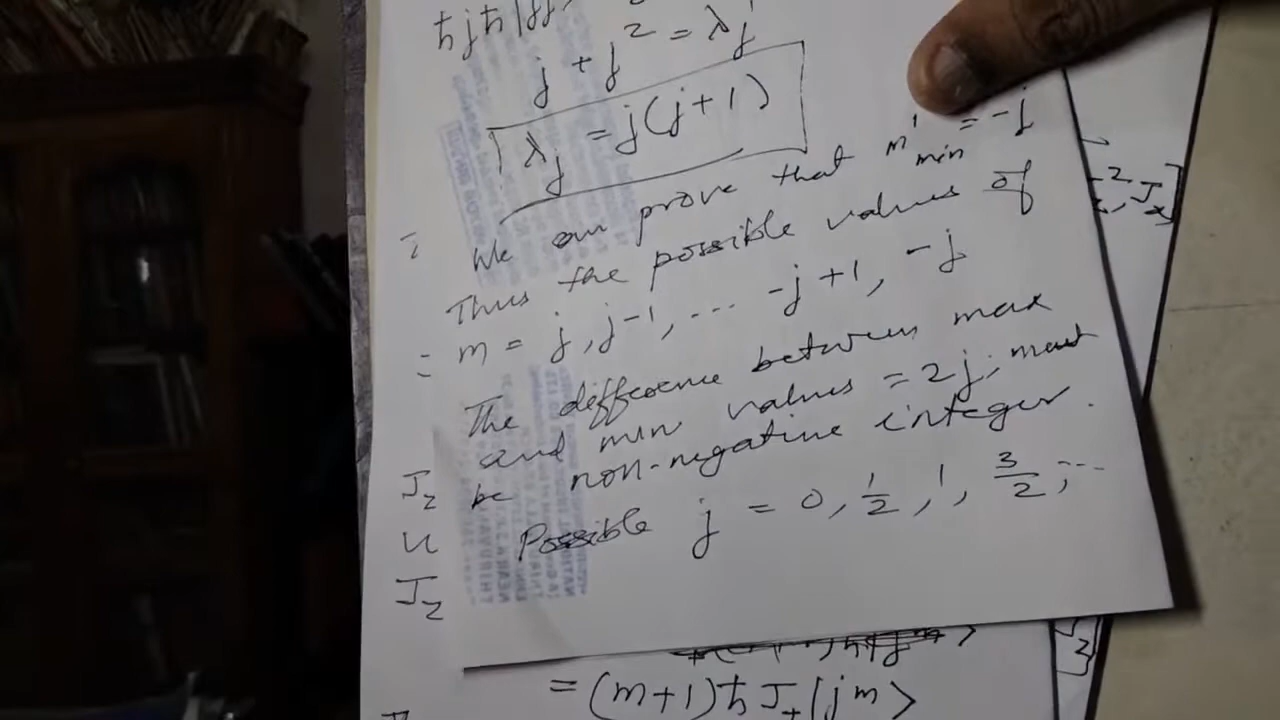 j + j² = λj
λj = j(j+1)
We can prove that m'min = -j
Thus the possible values of
m = j, j-1, ... -j+1, -j
The difference between max
and min values = 2j, must
be non-negative integer.
Possible j = 0, 1/2, 1, 3/2, ...
Jz
Jz
= (m+1)ħ J+|jm>